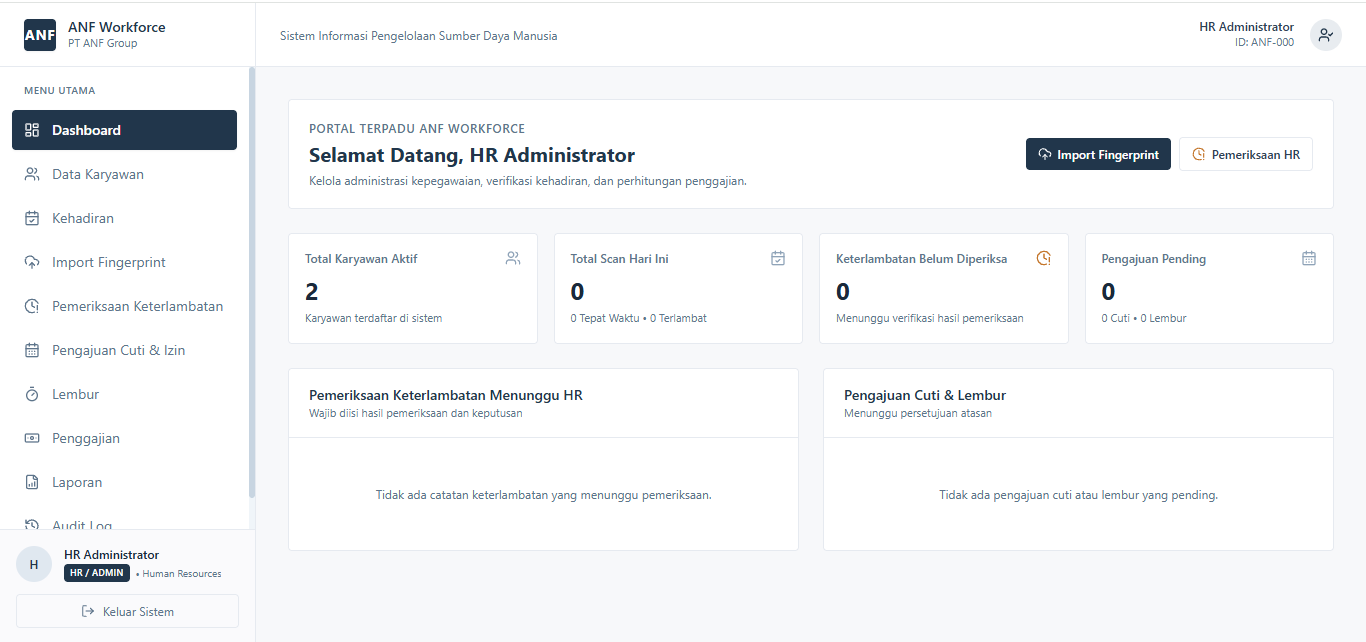 ANF
ANF Workforce
PT ANF Group
Sistem Informasi Pengelolaan Sumber Daya Manusia
HR Administrator
ID: ANF-000
MENU UTAMA
Dashboard
Data Karyawan
Kehadiran
Import Fingerprint
Pemeriksaan Keterlambatan
Pengajuan Cuti & Izin
Lembur
Penggajian
Laporan
Audit Log
H
HR Administrator
HR / ADMIN • Human Resources
Keluar Sistem
PORTAL TERPADU ANF WORKFORCE
Selamat Datang, HR Administrator
Kelola administrasi kepegawaian, verifikasi kehadiran, dan perhitungan penggajian.
Import Fingerprint
Pemeriksaan HR
Total Karyawan Aktif
2
Karyawan terdaftar di sistem
Total Scan Hari Ini
0
0 Tepat Waktu • 0 Terlambat
Keterlambatan Belum Diperiksa
0
Menunggu verifikasi hasil pemeriksaan
Pengajuan Pending
0
0 Cuti • 0 Lembur
Pemeriksaan Keterlambatan Menunggu HR
Wajib diisi hasil pemeriksaan dan keputusan
Tidak ada catatan keterlambatan yang menunggu pemeriksaan.
Pengajuan Cuti & Lembur
Menunggu persetujuan atasan
Tidak ada pengajuan cuti atau lembur yang pending.